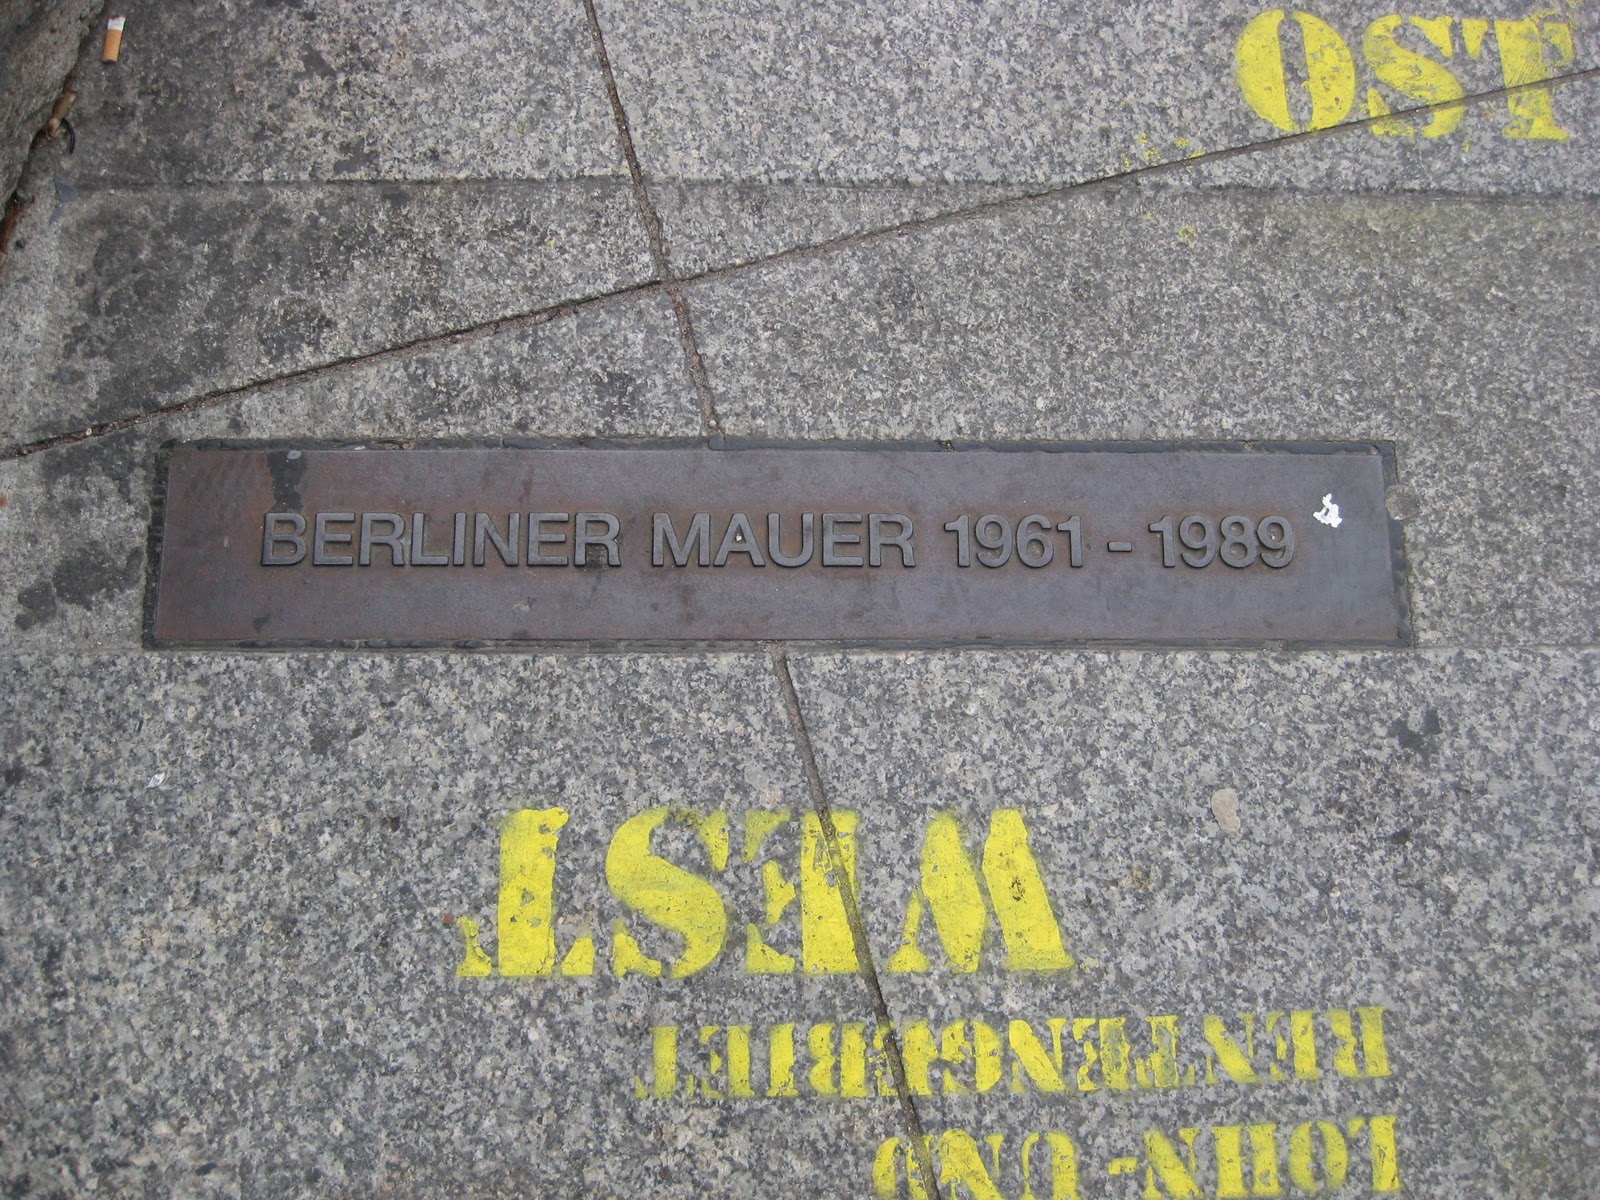 OST
BERLINER MAUER 1961 - 1989
LOHN- UND
RENTENGEBIET
WEST